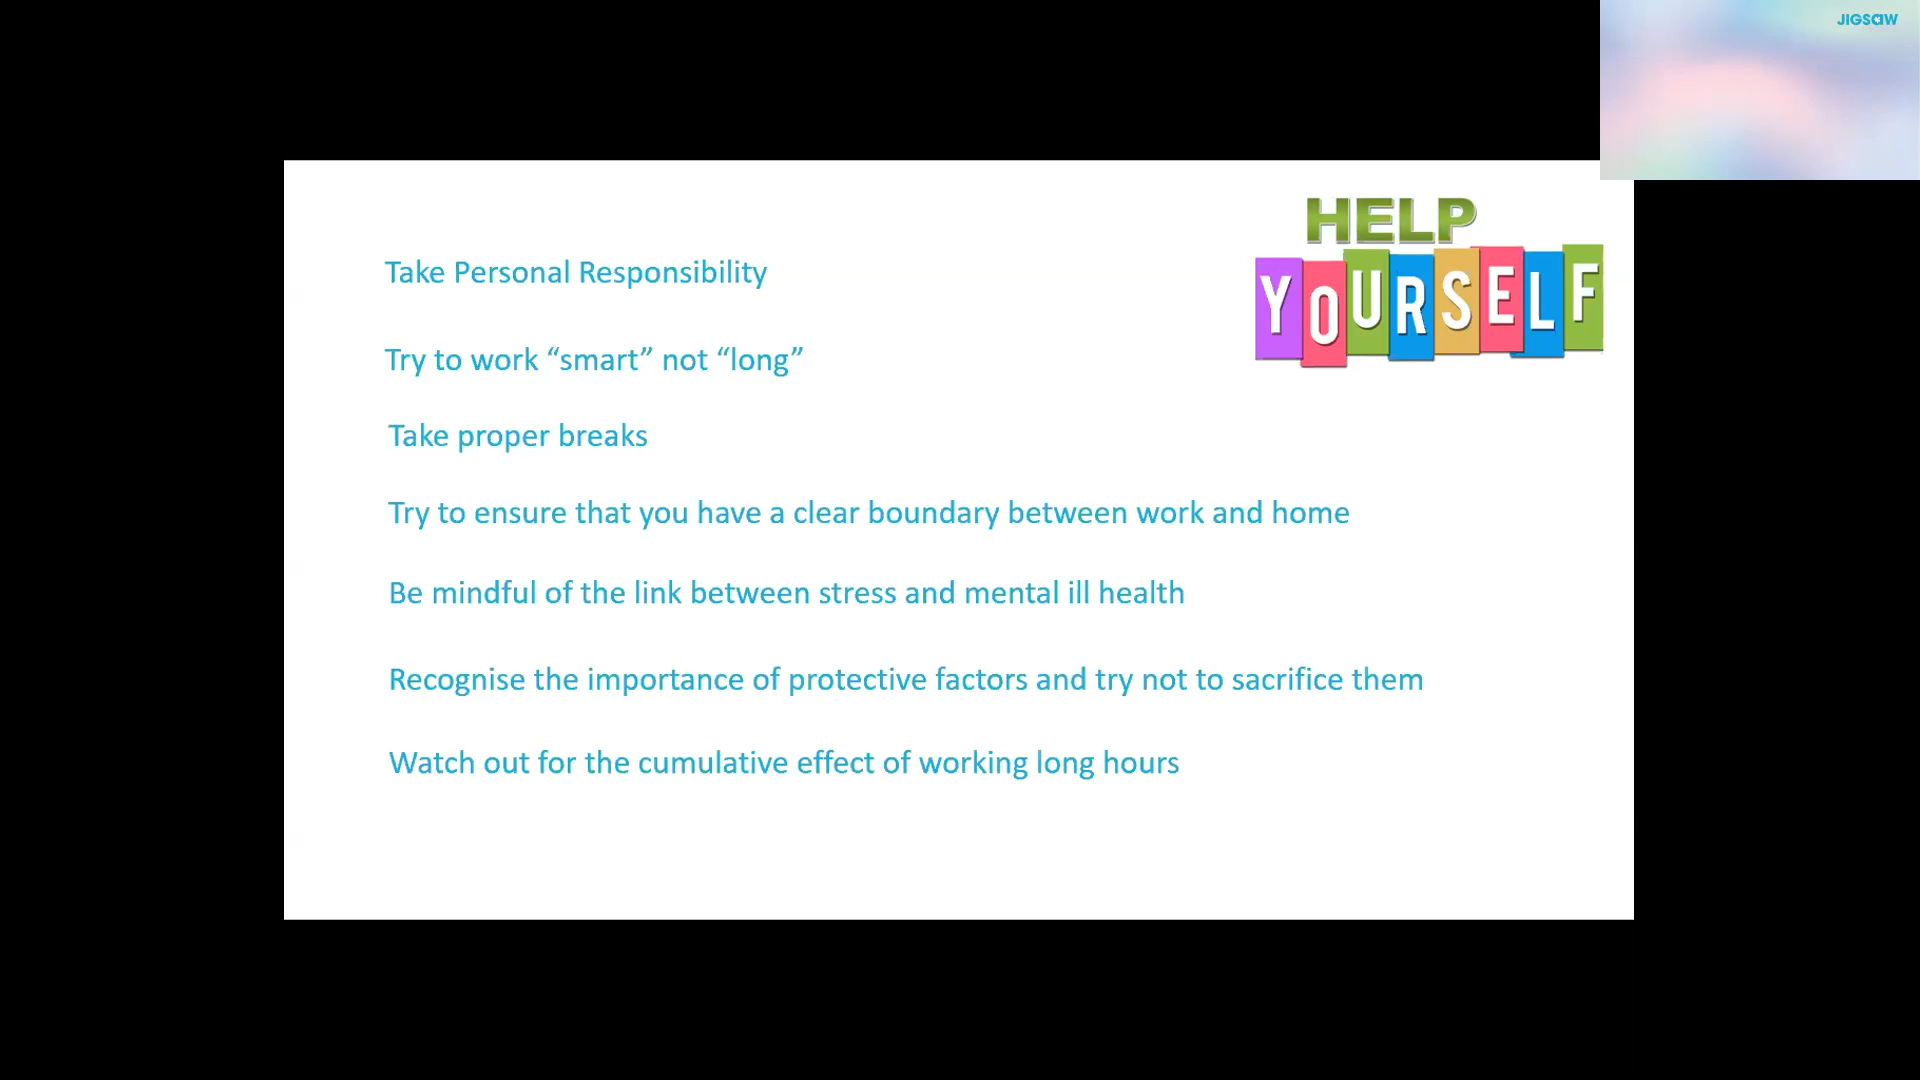 JIGSAW
HELP
YOURSELF
Take Personal Responsibility
Try to work “smart” not “long”
Take proper breaks
Try to ensure that you have a clear boundary between work and home
Be mindful of the link between stress and mental ill health
Recognise the importance of protective factors and try not to sacrifice them
Watch out for the cumulative effect of working long hours